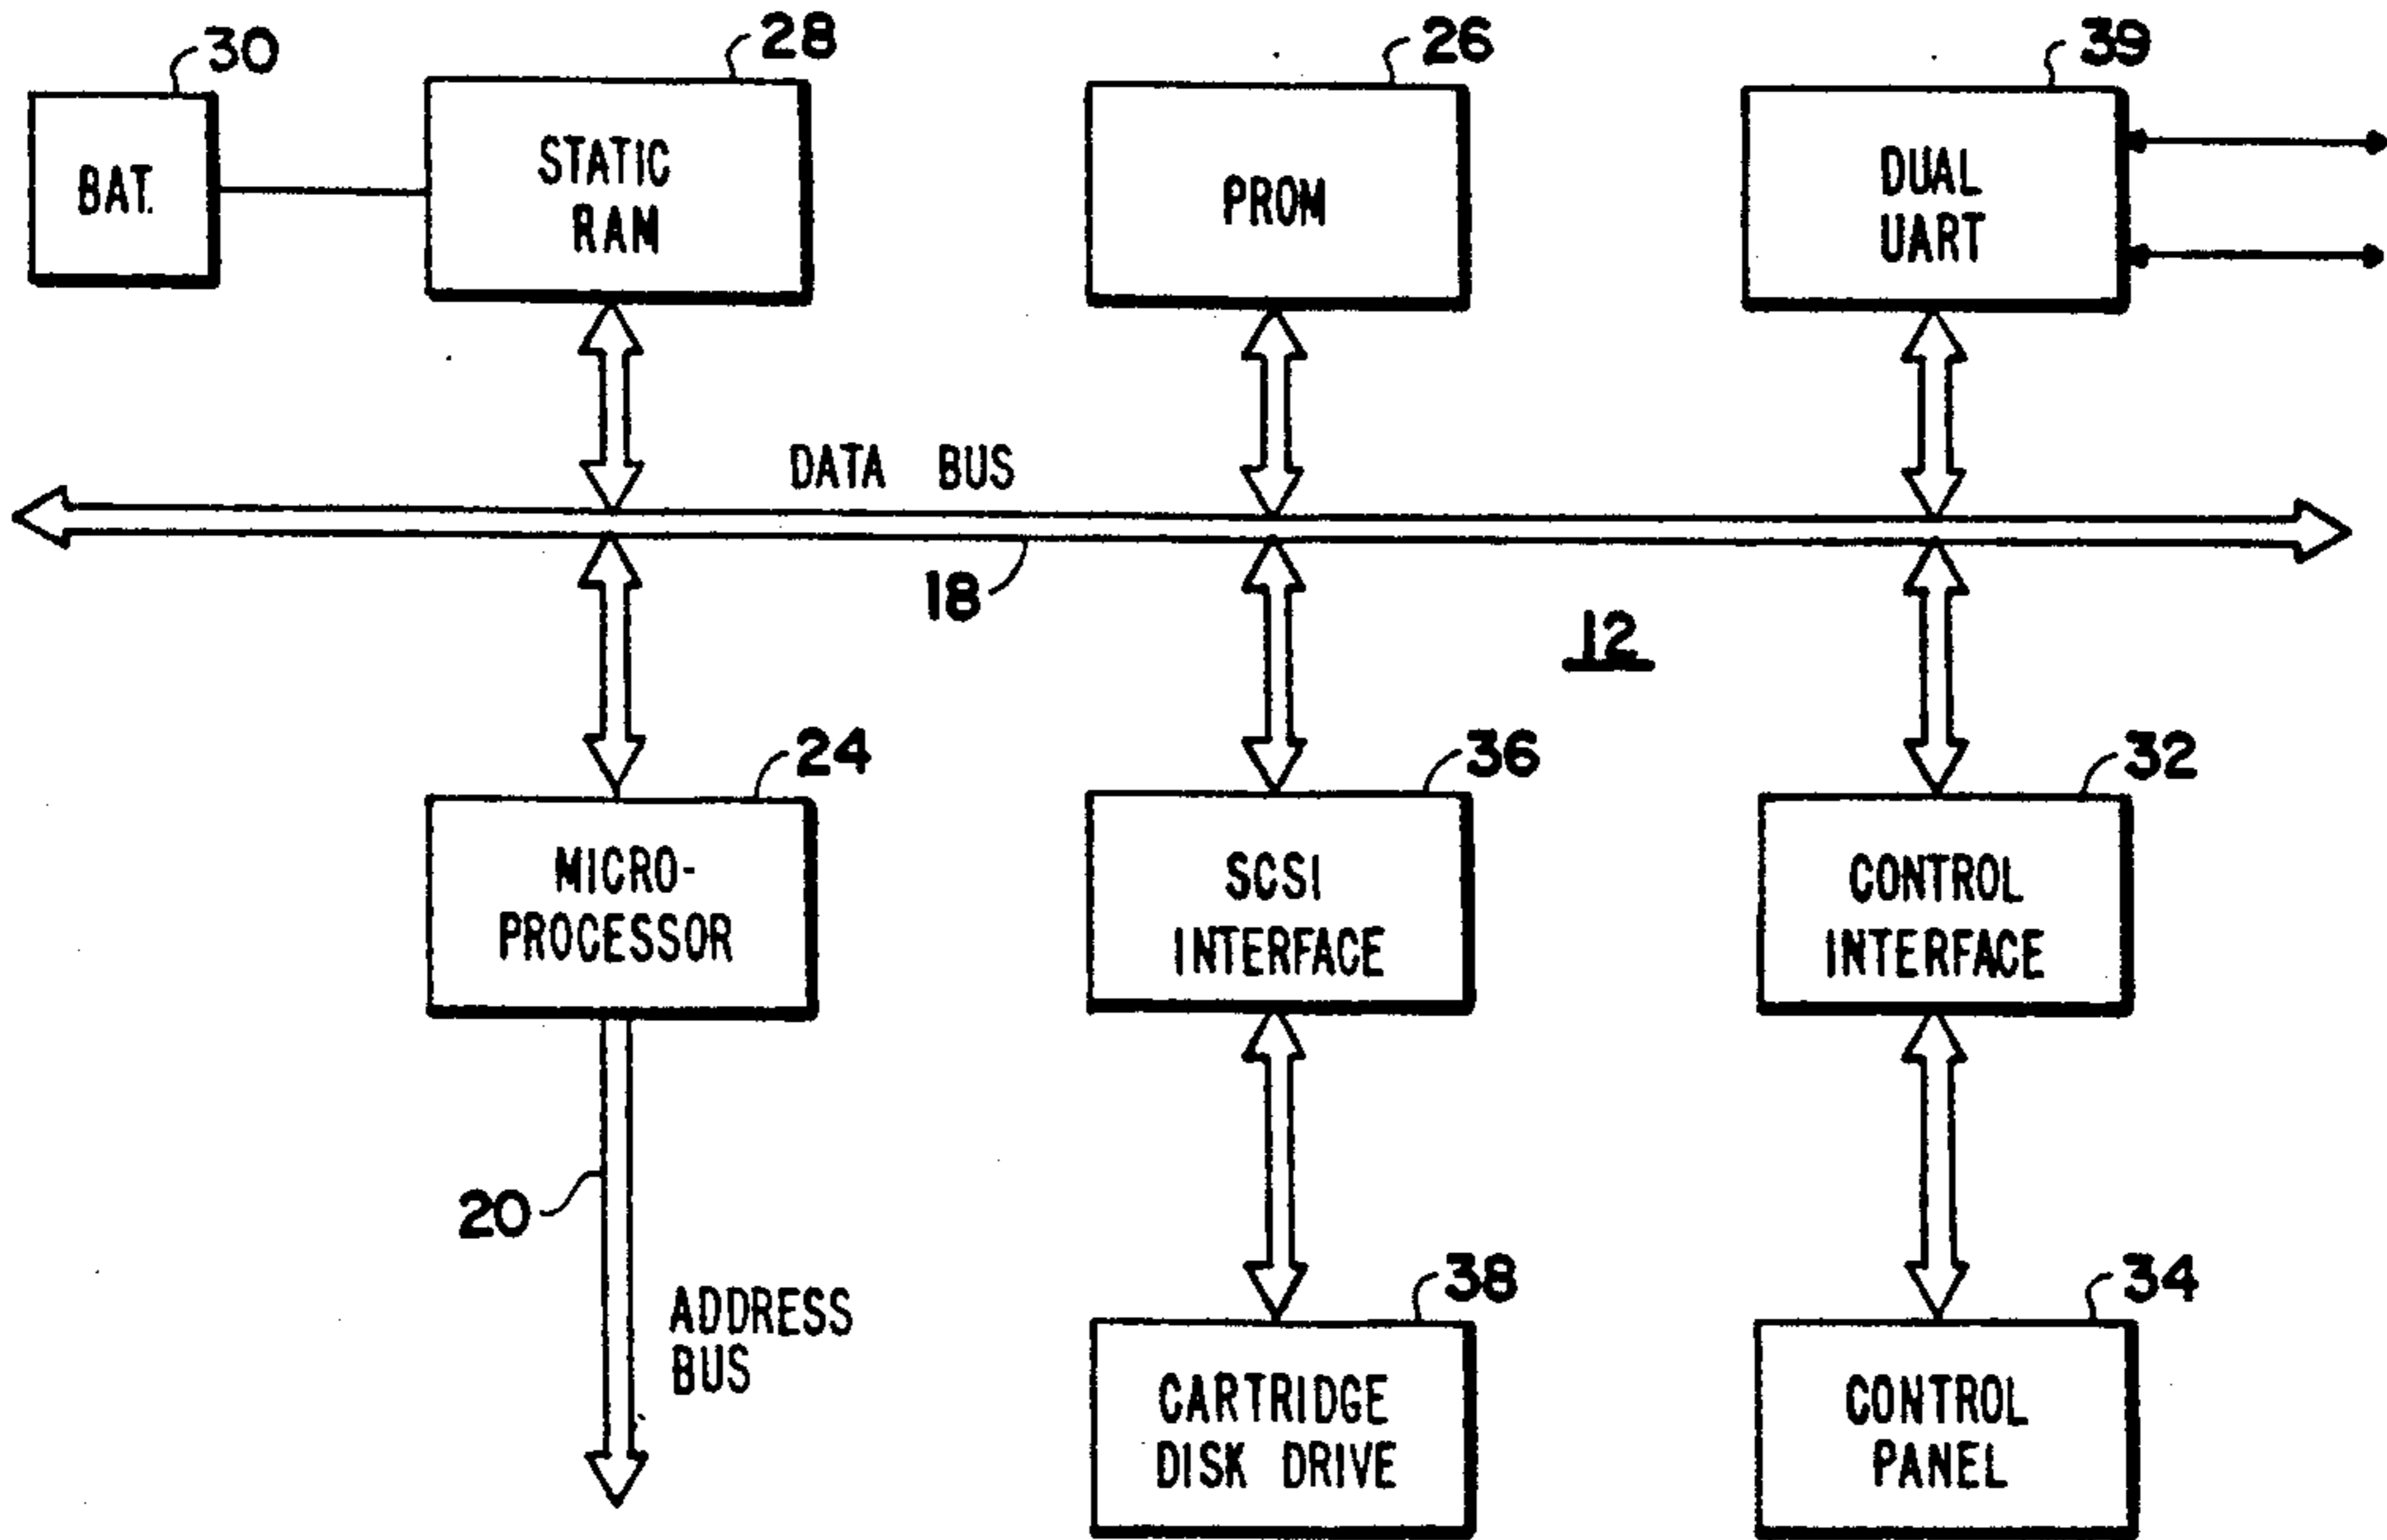 30
28
26
39
BAT.
STATIC
RAM
PROM
DUAL
UART
DATA BUS
18
12
24
36
32
MICRO-
PROCESSOR
SCSI
INTERFACE
CONTROL
INTERFACE
20
ADDRESS
BUS
38
34
CARTRIDGE
DISK DRIVE
CONTROL
PANEL